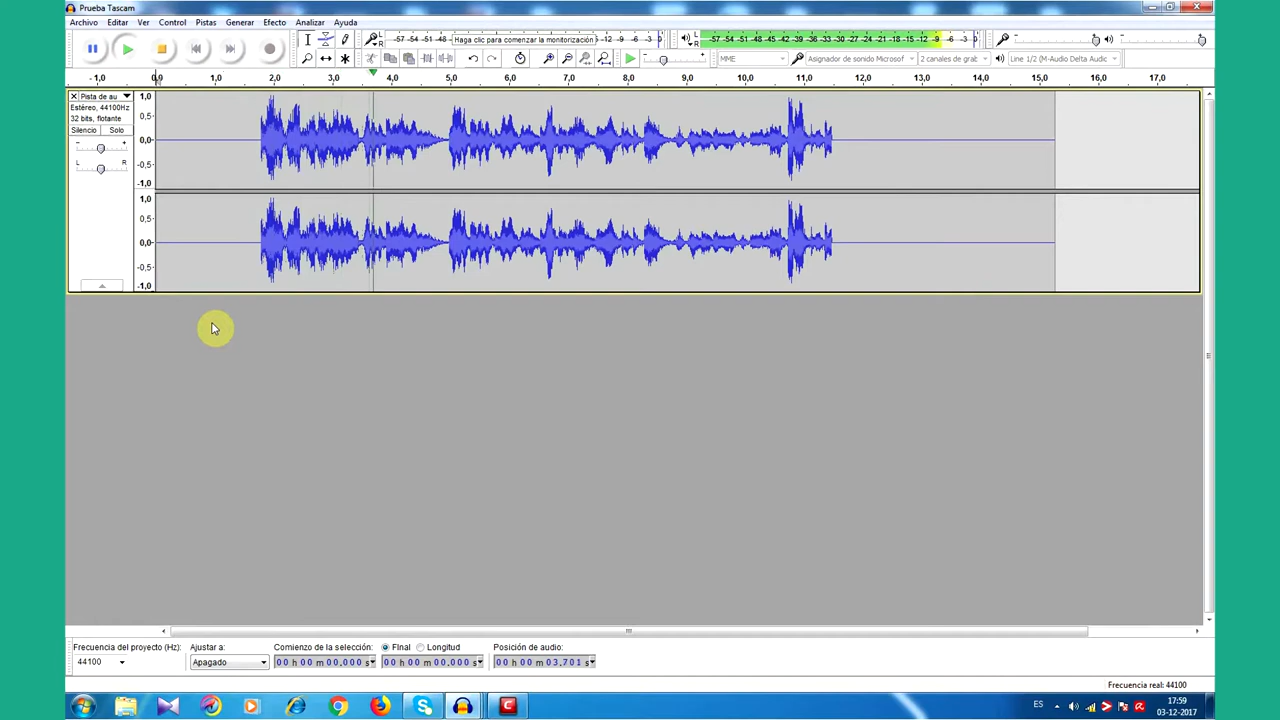 Prueba Tascam
Archivo Editar Ver Control Pistas Generar Efecto Analizar Ayuda
L R -57 -54 -51 -48 Haga clic para comenzar la monitorización -12 -9 -6 -3
L R -57 -54 -51 -48 -45 -42 -39 -36 -33 -30 -27 -24 -21 -18 -15 -12 -9 -6 -3
MME Asignador de sonido Microsof 2 canales de grab Line 1/2 (M-Audio Delta Audio
-1,0 0,0 1,0 2,0 3,0 4,0 5,0 6,0 7,0 8,0 9,0 10,0 11,0 12,0 13,0 14,0 15,0 16,0 17,0
Pista de au
Estéreo, 44100Hz
32 bits, flotante
Silencio Solo
- +
L R
1,0
0,5
0,0
-0,5
-1,0
1,0
0,5
0,0
-0,5
-1,0
Frecuencia del proyecto (Hz): Ajustar a: Comienzo de la selección: Final Longitud Posición de audio:
44100 Apagado 00 h 00 m 00,000 s 00 h 00 m 00,000 s 00 h 00 m 03,701 s
Frecuencia real: 44100
ES 17:59
03-12-2017